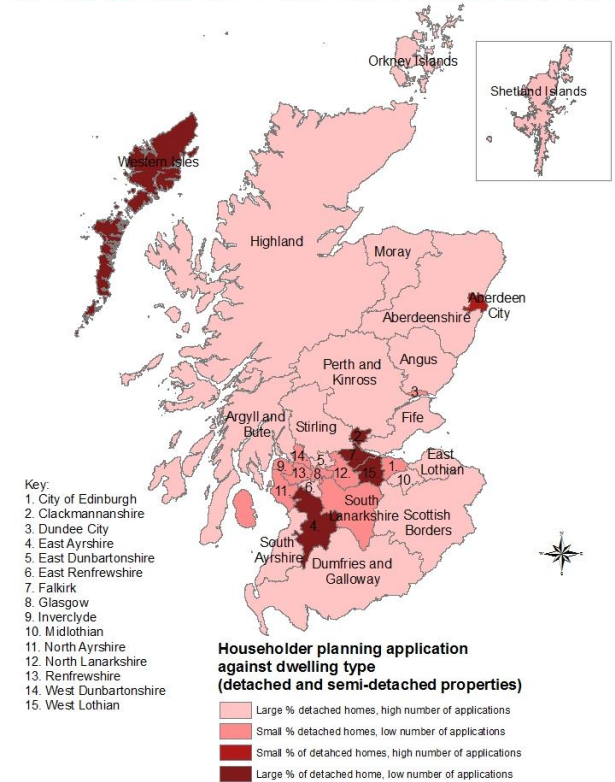 Orkney Islands
Shetland Islands
Western Isles
Highland
Moray
Aberdeen
City
Aberdeenshire
Perth and
Kinross
Angus
3.
Fife
Argyll and
Bute
Stirling
2.
7.
14.
5.
East
Lothian
9.
13.
8.
12.
15.
1.
10.
11.
6.
South
Lanarkshire
Scottish
Borders
4.
South
Ayrshire
Dumfries and
Galloway
Key:
1. City of Edinburgh
2. Clackmannanshire
3. Dundee City
4. East Ayrshire
5. East Dunbartonshire
6. East Renfrewshire
7. Falkirk
8. Glasgow
9. Inverclyde
10. Midlothian
11. North Ayrshire
12. North Lanarkshire
13. Renfrewshire
14. West Dunbartonshire
15. West Lothian
Householder planning application
against dwelling type
(detached and semi-detached properties)
Large % detached homes, high number of applications
Small % detached homes, low number of applications
Small % of detahced homes, high number of applications
Large % of detached home, low number of applications